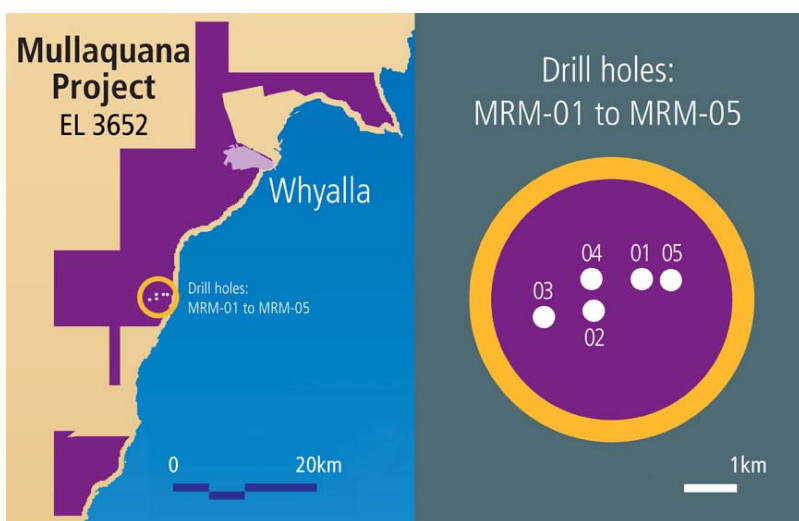 Mullaquana
Project
EL 3652
Whyalla
Drill holes:
MRM-01 to MRM-05
0 20km
Drill holes:
MRM-01 to MRM-05
04 01 05
03
02
1km